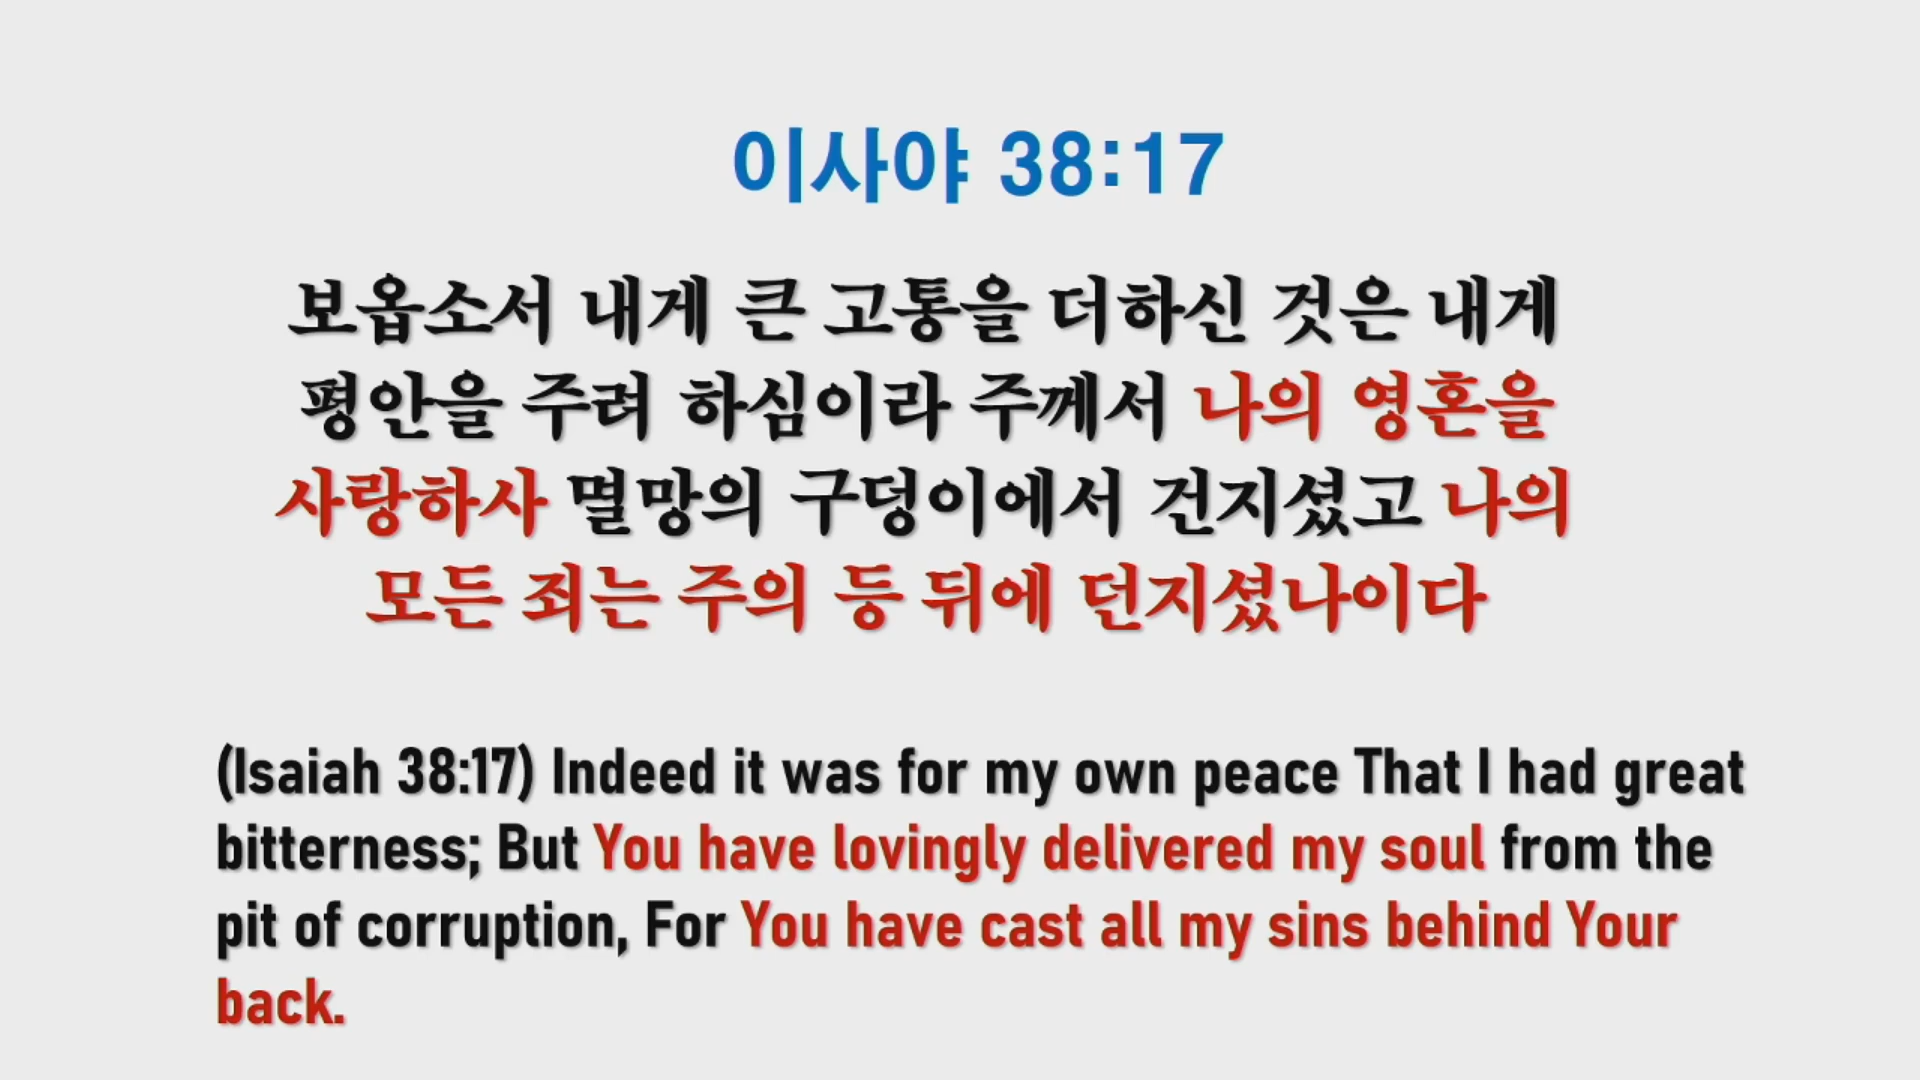 이사야 38:17
보옵소서 내게 큰 고통을 더하신 것은 내게
평안을 주려 하심이라 주께서 나의 영혼을
사랑하사 멸망의 구덩이에서 건지셨고 나의
모든 죄는 주의 등 뒤에 던지셨나이다
(Isaiah 38:17) Indeed it was for my own peace That I had great
bitterness; But You have lovingly delivered my soul from the
pit of corruption, For You have cast all my sins behind Your
back.